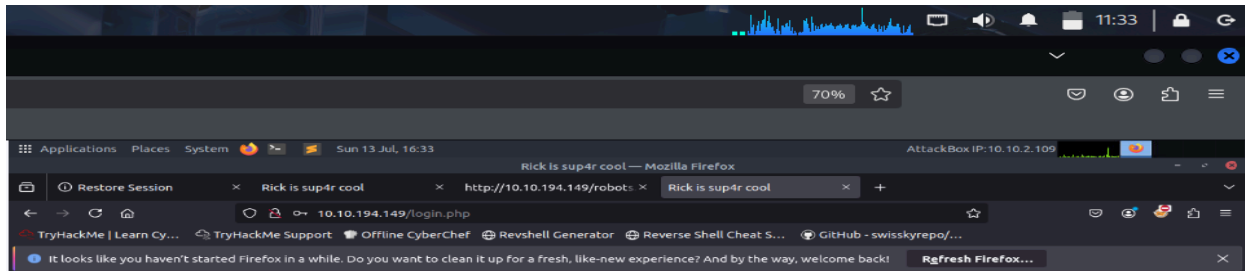 11:33
70%
Applications Places System Sun 13 Jul, 16:33 AttackBox IP:10.10.2.109
Rick is sup4r cool — Mozilla Firefox
Restore Session Rick is sup4r cool http://10.10.194.149/robots Rick is sup4r cool
10.10.194.149/login.php
TryHackMe | Learn Cy... TryHackMe Support Offline CyberChef Revshell Generator Reverse Shell Cheat S... GitHub - swisskyrepo/...
It looks like you haven't started Firefox in a while. Do you want to clean it up for a fresh, like-new experience? And by the way, welcome back! Refresh Firefox...